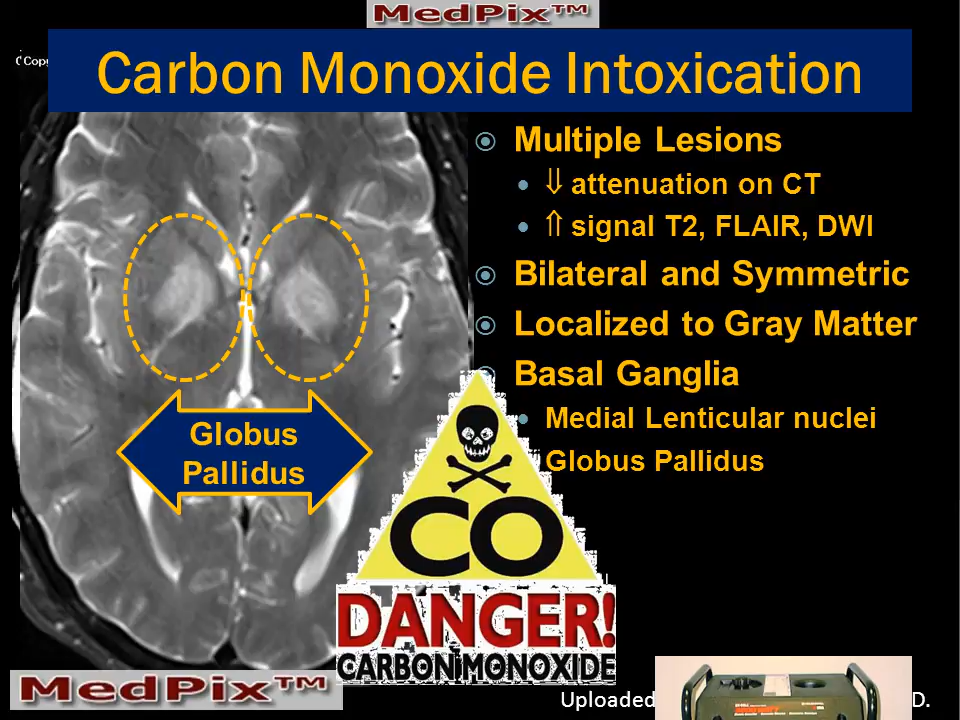 MedPix™
Carbon Monoxide Intoxication
Multiple Lesions
⇓ attenuation on CT
⇑ signal T2, FLAIR, DWI
Bilateral and Symmetric
Localized to Gray Matter
Basal Ganglia
Medial Lenticular nuclei
Globus Pallidus
Globus
Pallidus
CO
DANGER!
CARBON MONOXIDE
MedPix™
Uploaded D.